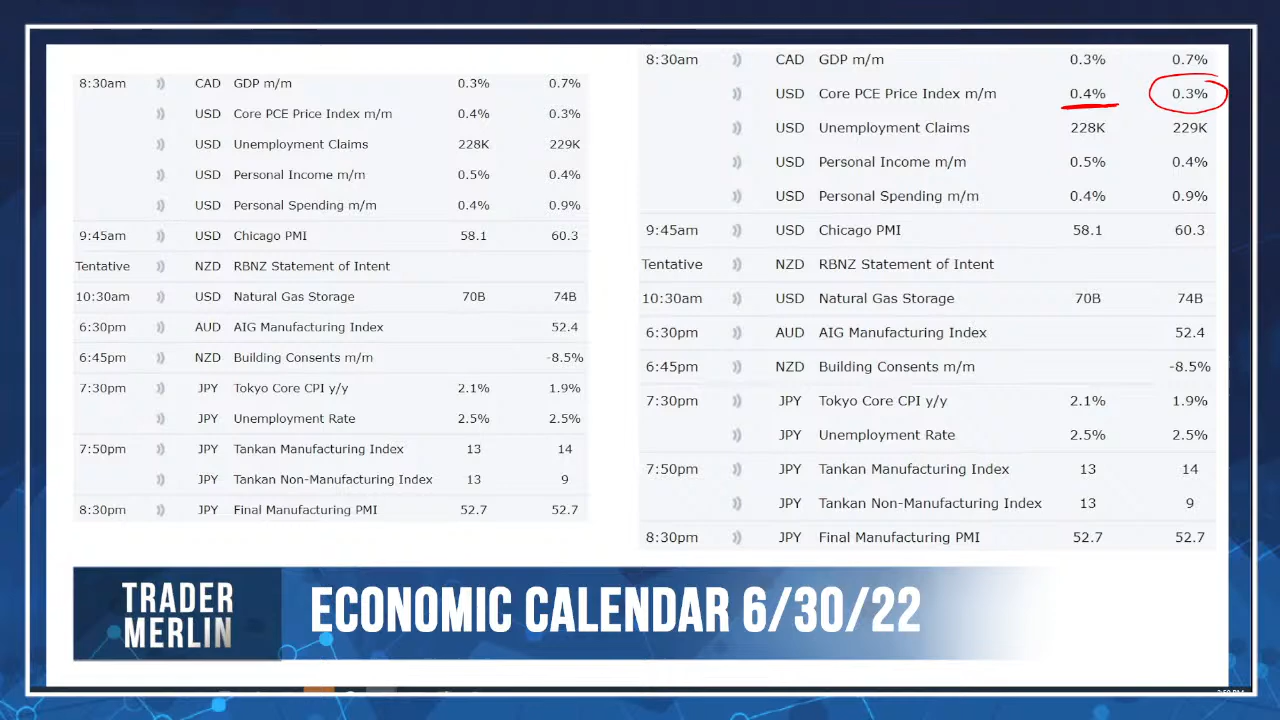 8:30am CAD GDP m/m 0.3% 0.7%
USD Core PCE Price Index m/m 0.4% 0.3%
USD Unemployment Claims 228K 229K
USD Personal Income m/m 0.5% 0.4%
USD Personal Spending m/m 0.4% 0.9%
9:45am USD Chicago PMI 58.1 60.3
Tentative NZD RBNZ Statement of Intent
10:30am USD Natural Gas Storage 70B 74B
6:30pm AUD AIG Manufacturing Index 52.4
6:45pm NZD Building Consents m/m -8.5%
7:30pm JPY Tokyo Core CPI y/y 2.1% 1.9%
JPY Unemployment Rate 2.5% 2.5%
7:50pm JPY Tankan Manufacturing Index 13 14
JPY Tankan Non-Manufacturing Index 13 9
8:30pm JPY Final Manufacturing PMI 52.7 52.7
8:30am CAD GDP m/m 0.3% 0.7%
USD Core PCE Price Index m/m 0.4% 0.3%
USD Unemployment Claims 228K 229K
USD Personal Income m/m 0.5% 0.4%
USD Personal Spending m/m 0.4% 0.9%
9:45am USD Chicago PMI 58.1 60.3
Tentative NZD RBNZ Statement of Intent
10:30am USD Natural Gas Storage 70B 74B
6:30pm AUD AIG Manufacturing Index 52.4
6:45pm NZD Building Consents m/m -8.5%
7:30pm JPY Tokyo Core CPI y/y 2.1% 1.9%
JPY Unemployment Rate 2.5% 2.5%
7:50pm JPY Tankan Manufacturing Index 13 14
JPY Tankan Non-Manufacturing Index 13 9
8:30pm JPY Final Manufacturing PMI 52.7 52.7
TRADER
MERLIN
ECONOMIC CALENDAR 6/30/22